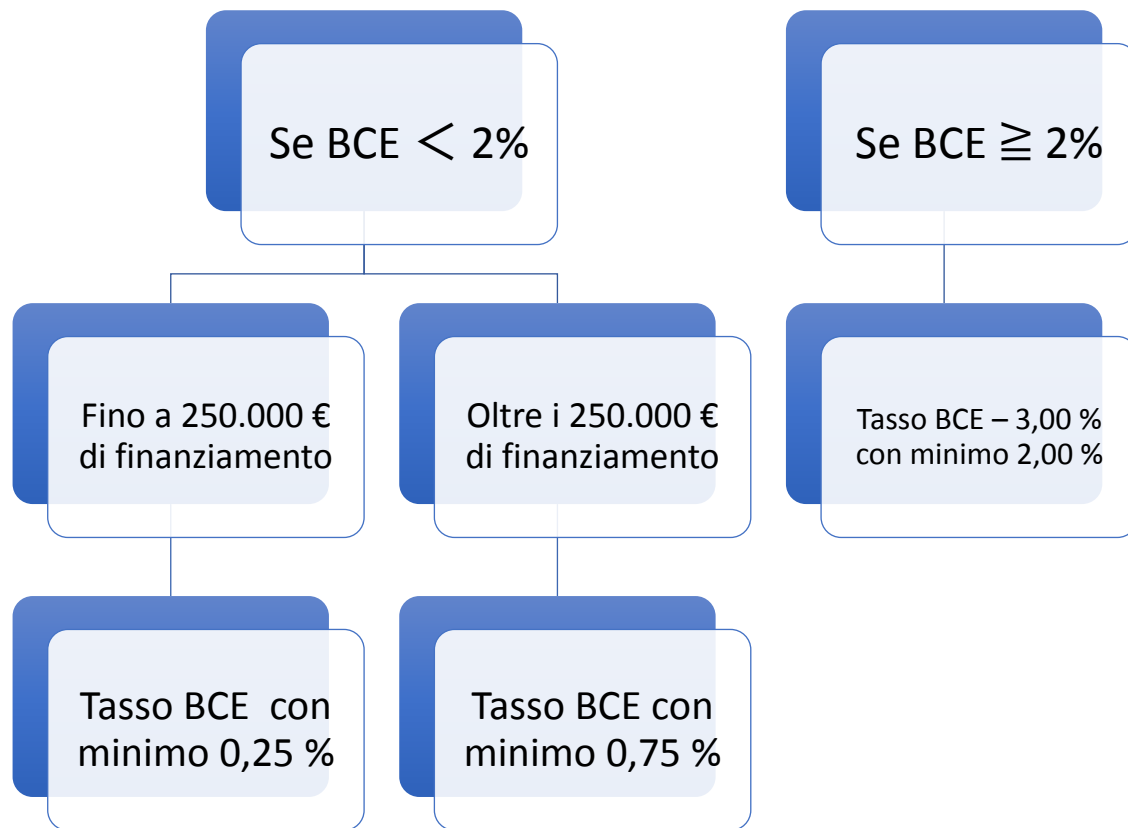 Se BCE < 2%
Se BCE ≧ 2%
Fino a 250.000 €
di finanziamento
Oltre i 250.000 €
di finanziamento
Tasso BCE – 3,00 %
con minimo 2,00 %
Tasso BCE con
minimo 0,25 %
Tasso BCE con
minimo 0,75 %